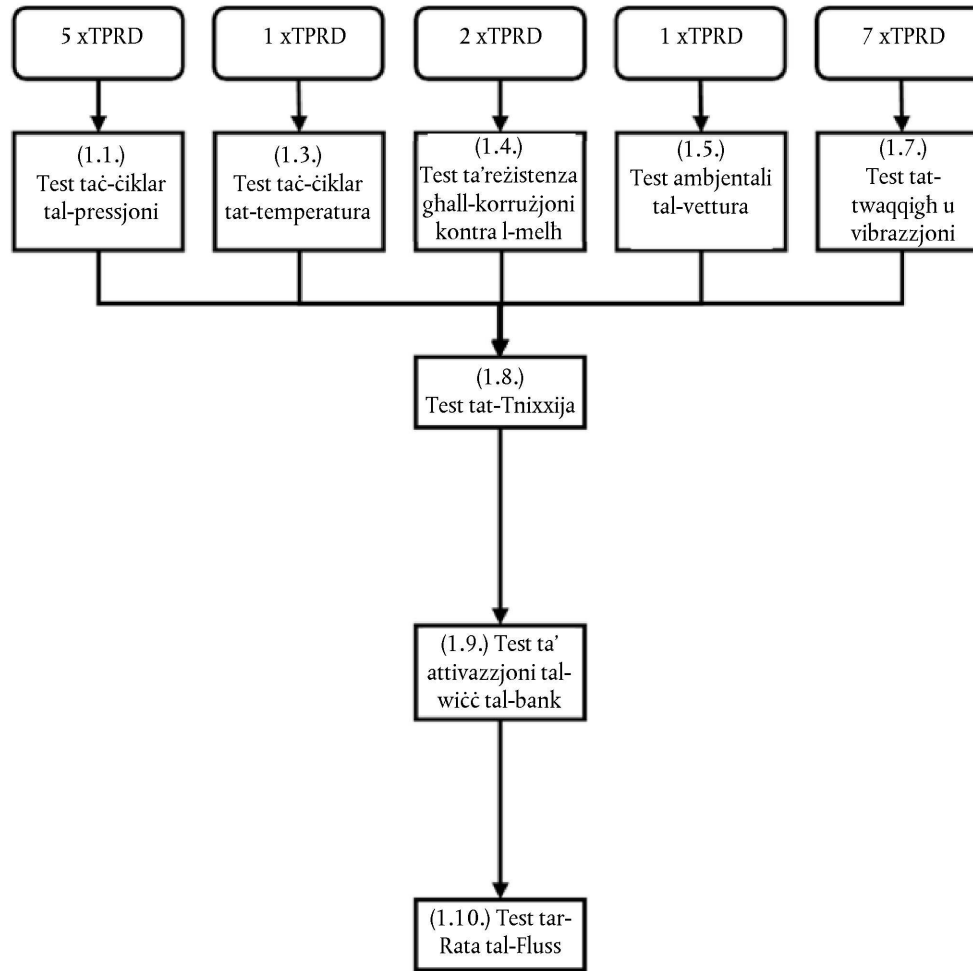 5 xTPRD
1 xTPRD
2 xTPRD
1 xTPRD
7 xTPRD
(1.1.)
Test taċ-ċiklar
tal-pressjoni
(1.3.)
Test taċ-ċiklar
tat-temperatura
(1.4.)
Test ta'reżistenza
għall-korrużjoni
kontra l-melħ
(1.5.)
Test ambjentali
tal-vettura
(1.7.)
Test tat-
twaqqigħ u
vibrazzjoni
(1.8.)
Test tat-Tnixxija
(1.9.) Test ta'
attivazzjoni tal-
wiċċ tal-bank
(1.10.) Test tar-
Rata tal-Fluss